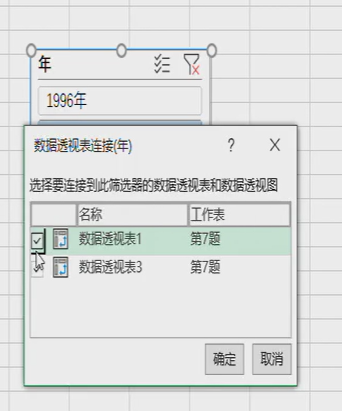 年
1996年
数据透视表连接(年)
? X
选择要连接到此筛选器的数据透视表和数据透视图
名称 工作表
数据透视表1 第7题
数据透视表3 第7题
确定 取消